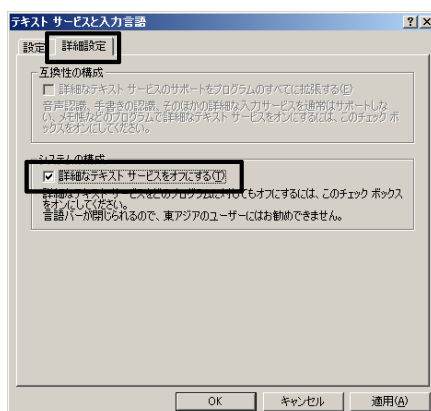 テキスト サービスと入力言語
設定
詳細設定
互換性の構成
詳細なテキスト サービスのサポートをプログラムのすべてに拡張する(E)
音声認識、手書きの認識、そのほかの詳細な入力サービスを通常はサポートしな
い、メモ帳などのプログラムで詳細なテキスト サービスをオンにするには、このチェック ボ
ックスをオンにしてください。
システムの構成
詳細なテキスト サービスをオフにする(T)
詳細なテキスト サービスをどのプログラムに対してもオフにするには、このチェック ボックス
をオンにしてください。
言語バーが閉じられるので、東アジアのユーザーにはお勧めできません。
OK
キャンセル
適用(A)